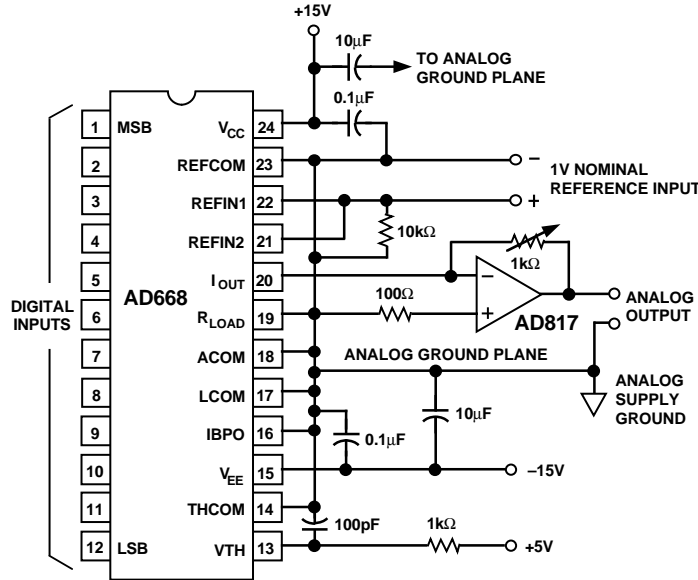 +15V
10µF
TO ANALOG
GROUND PLANE
0.1µF
1 MSB
2
3
4
5
6
7
8
9
10
11
12 LSB
DIGITAL
INPUTS
AD668
VCC 24
REFCOM 23
REFIN1 22
REFIN2 21
IOUT 20
RLOAD 19
ACOM 18
LCOM 17
IBPO 16
VEE 15
THCOM 14
VTH 13
–
1V NOMINAL
REFERENCE INPUT
+
10kΩ
1kΩ
–
+
100Ω
AD817
ANALOG
OUTPUT
ANALOG GROUND PLANE
ANALOG
SUPPLY
GROUND
10µF
0.1µF
–15V
100pF
1kΩ
+5V